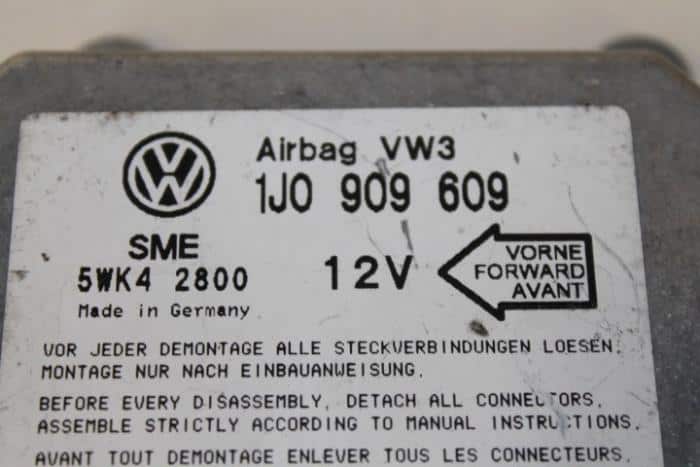 Airbag VW3
1J0 909 609
SME
5WK4 2800
12V
VORNE
FORWARD
AVANT
Made in Germany
VOR JEDER DEMONTAGE ALLE STECKVERBINDUNGEN LOESEN.
MONTAGE NUR NACH EINBAUANWEISUNG.
BEFORE EVERY DISASSEMBLY, DETACH ALL CONNECTORS.
ASSEMBLE STRICTLY ACCORDING TO MANUAL INSTRUCTIONS.
AVANT TOUT DEMONTAGE ENLEVER TOUS LES CONNECTEURS.